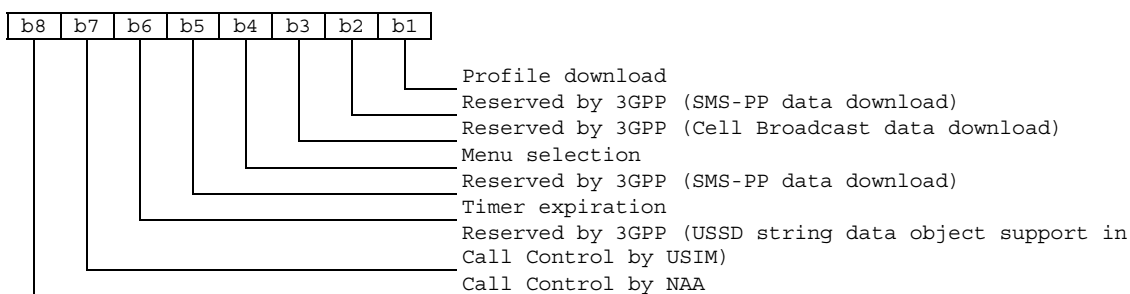 b8 b7 b6 b5 b4 b3 b2 b1
Profile download
Reserved by 3GPP (SMS-PP data download)
Reserved by 3GPP (Cell Broadcast data download)
Menu selection
Reserved by 3GPP (SMS-PP data download)
Timer expiration
Reserved by 3GPP (USSD string data object support in
Call Control by USIM)
Call Control by NAA